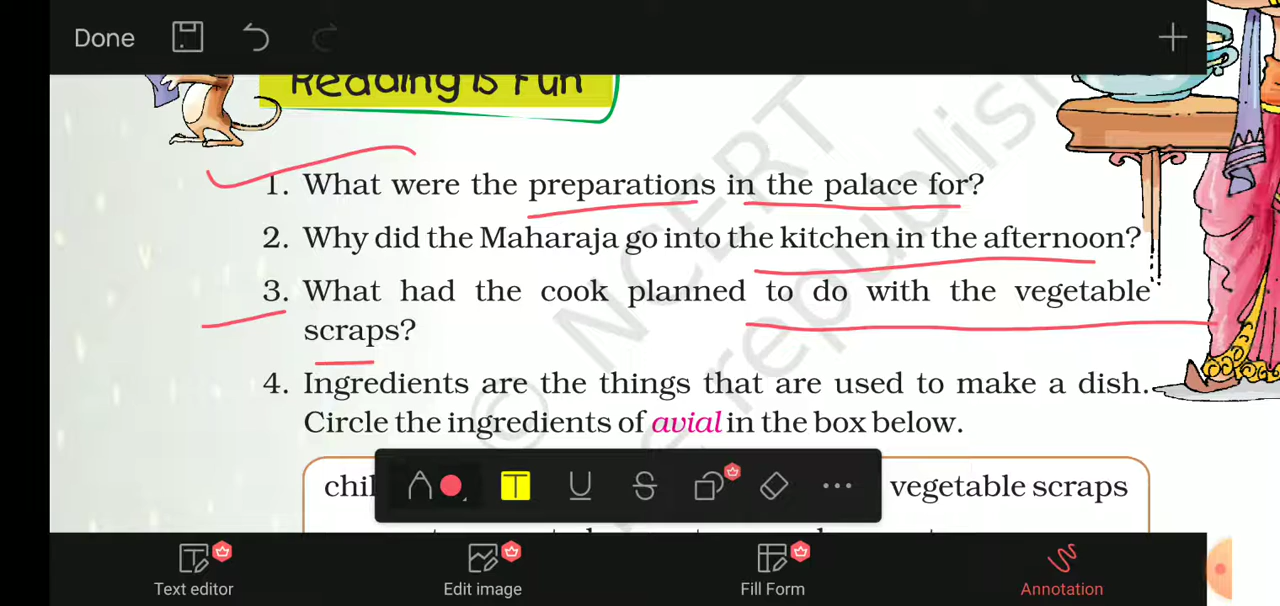 Done
Reading is Fun
1. What were the preparations in the palace for?
2. Why did the Maharaja go into the kitchen in the afternoon?
3. What had the cook planned to do with the vegetable
scraps?
4. Ingredients are the things that are used to make a dish.
Circle the ingredients of avial in the box below.
vegetable scraps
© NCERT
republis
Text editor
Edit image
Fill Form
Annotation